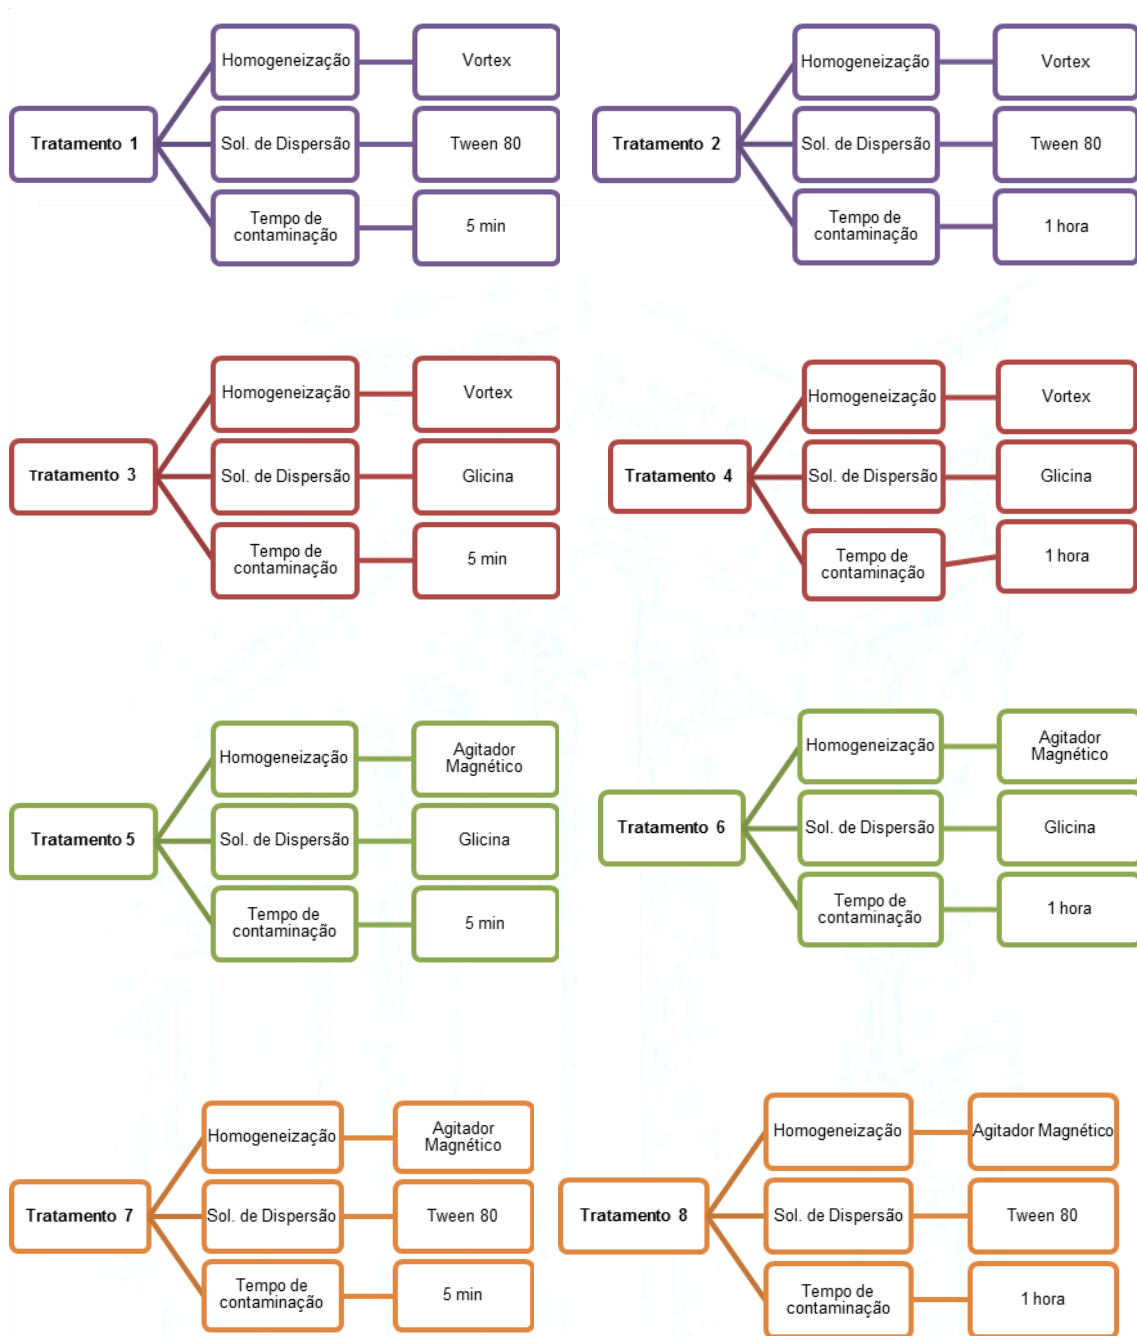 Homogeneização
Vortex
Tratamento 1
Sol. de Dispersão
Tween 80
Tempo de
contaminação
5 min
Homogeneização
Vortex
Tratamento 2
Sol. de Dispersão
Tween 80
Tempo de
contaminação
1 hora
Homogeneização
Vortex
Tratamento 3
Sol. de Dispersão
Glicina
Tempo de
contaminação
5 min
Homogeneização
Vortex
Tratamento 4
Sol. de Dispersão
Glicina
Tempo de
contaminação
1 hora
Homogeneização
Agitador
Magnético
Tratamento 5
Sol. de Dispersão
Glicina
Tempo de
contaminação
5 min
Homogeneização
Agitador
Magnético
Tratamento 6
Sol. de Dispersão
Glicina
Tempo de
contaminação
1 hora
Homogeneização
Agitador
Magnético
Tratamento 7
Sol. de Dispersão
Tween 80
Tempo de
contaminação
5 min
Homogeneização
Agitador Magnético
Tratamento 8
Sol. de Dispersão
Tween 80
Tempo de
contaminação
1 hora